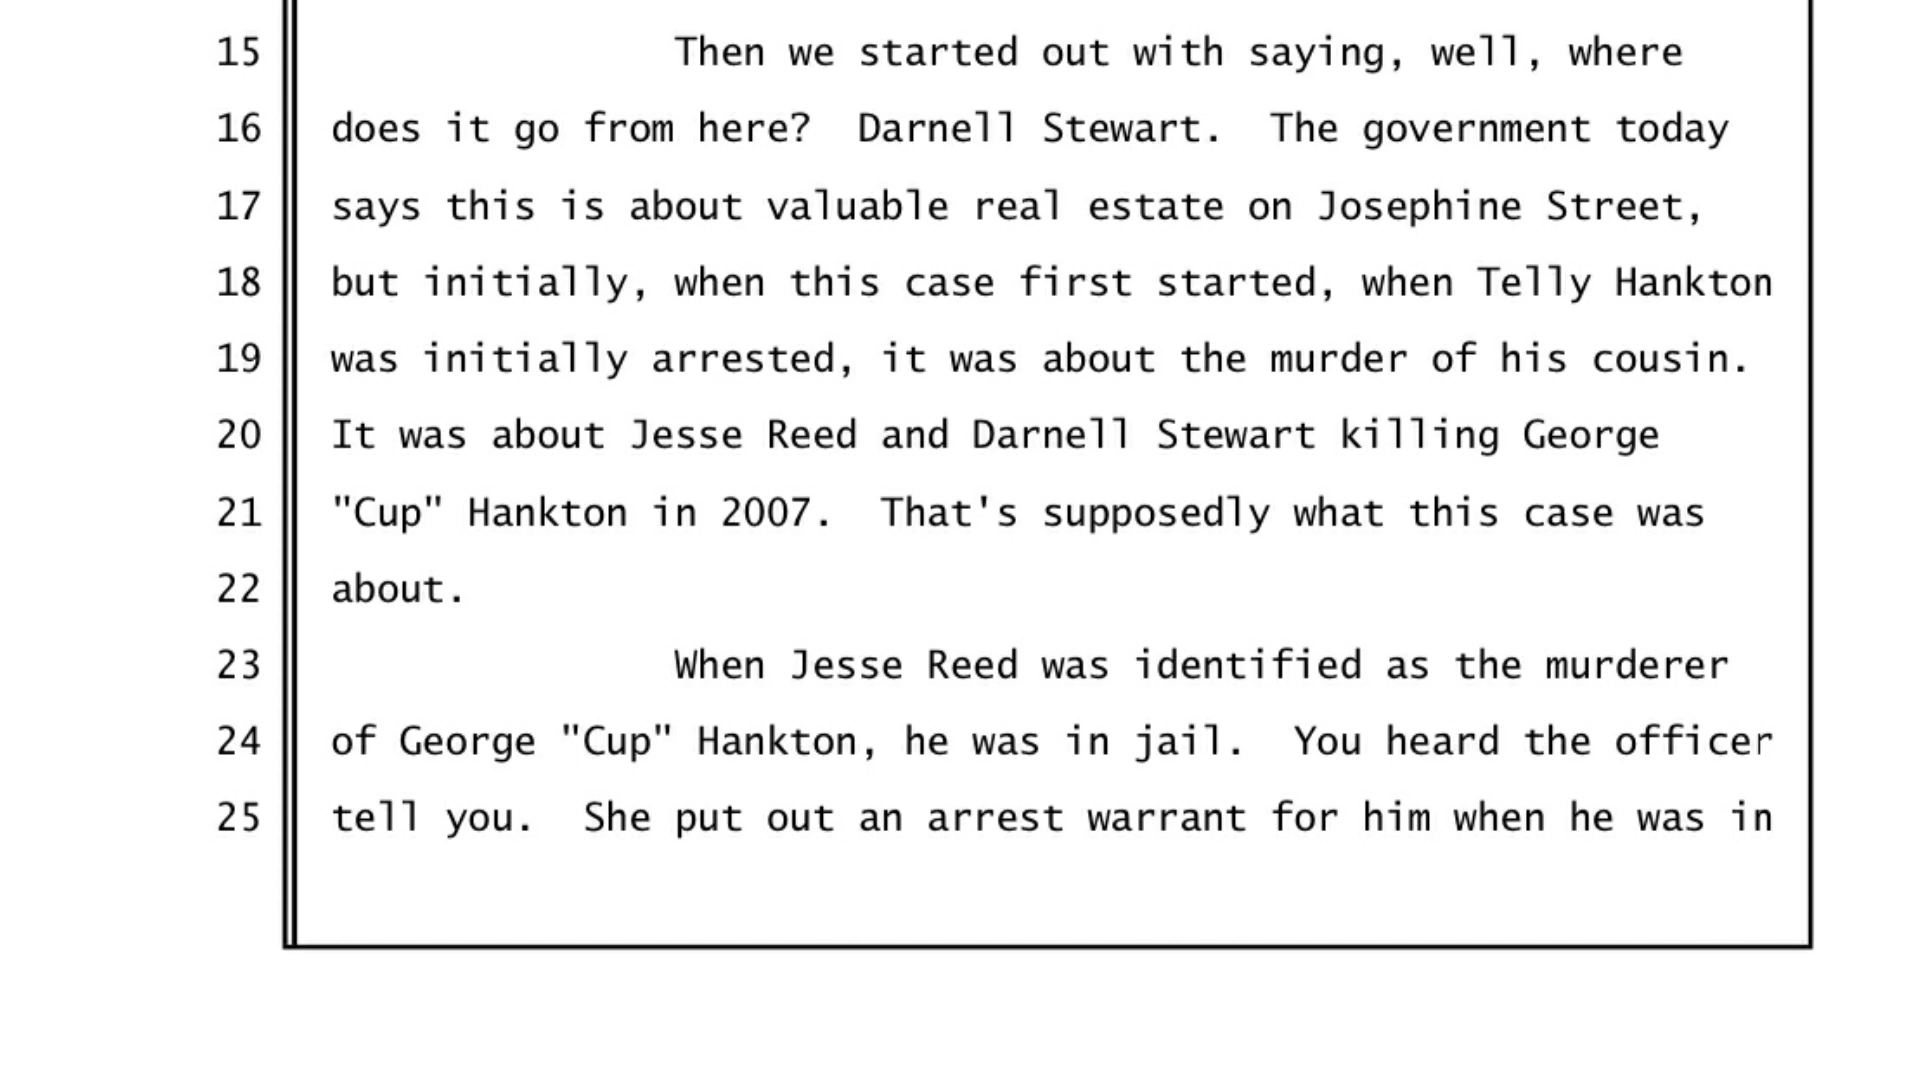 15 Then we started out with saying, well, where
16 does it go from here?  Darnell Stewart.  The government today
17 says this is about valuable real estate on Josephine Street,
18 but initially, when this case first started, when Telly Hankton
19 was initially arrested, it was about the murder of his cousin.
20 It was about Jesse Reed and Darnell Stewart killing George
21 "Cup" Hankton in 2007.  That's supposedly what this case was
22 about.
23 When Jesse Reed was identified as the murderer
24 of George "Cup" Hankton, he was in jail.  You heard the officer
25 tell you.  She put out an arrest warrant for him when he was in